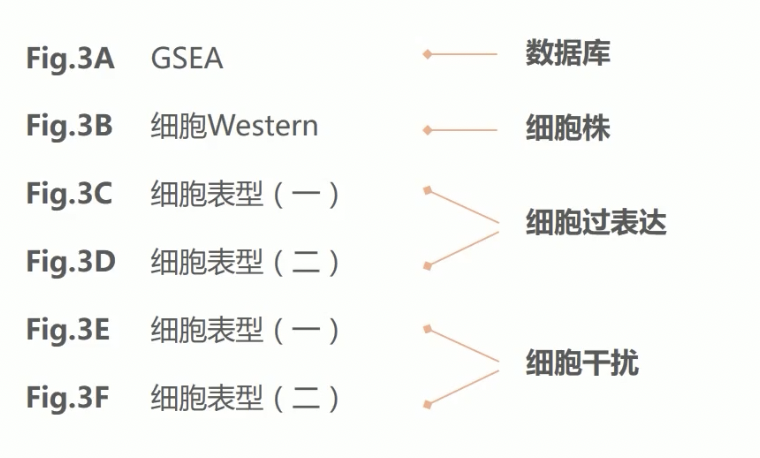 Fig.3A GSEA 数据库
Fig.3B 细胞Western 细胞株
Fig.3C 细胞表型（一）
细胞过表达
Fig.3D 细胞表型（二）
Fig.3E 细胞表型（一）
细胞干扰
Fig.3F 细胞表型（二）